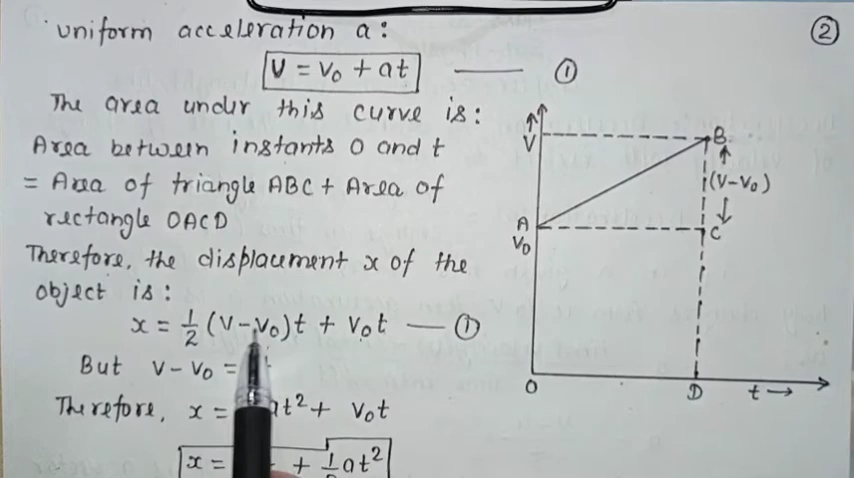 uniform acceleration a:
②
V = v₀ + at —— ①
The area under this curve is:
Area between instants 0 and t
= Area of triangle ABC + Area of
rectangle OACD
Therefore, the displacement x of the
object is:
x = ½ (V-V₀)t + V₀t —— ①
But V - V₀ =
Therefore, x = at² + V₀t
x = + ½at²
V
B
(V-V₀)
A
V₀
C
O
D
t →